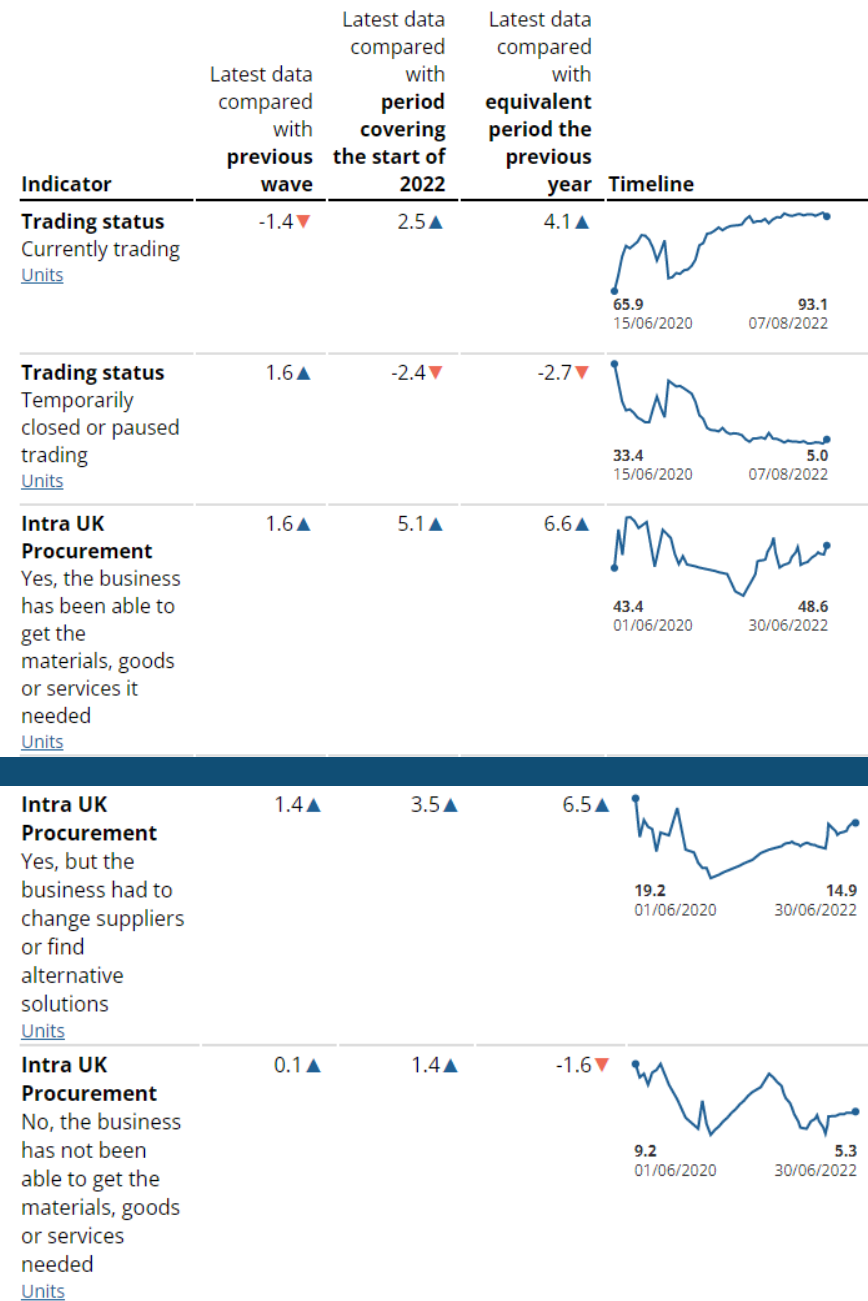 Indicator
Latest data
compared
with
previous
wave
Latest data
compared
with
period
covering
the start of
2022
Latest data
compared
with
equivalent
period the
previous
year
Timeline
Trading status
Currently trading
Units
-1.4▼
2.5▲
4.1▲
65.9 93.1
15/06/2020 07/08/2022
Trading status
Temporarily
closed or paused
trading
Units
1.6▲
-2.4▼
-2.7▼
33.4 5.0
15/06/2020 07/08/2022
Intra UK
Procurement
Yes, the business
has been able to
get the
materials, goods
or services it
needed
Units
1.6▲
5.1▲
6.6▲
43.4 48.6
01/06/2020 30/06/2022
Intra UK
Procurement
Yes, but the
business had to
change suppliers
or find
alternative
solutions
Units
1.4▲
3.5▲
6.5▲
19.2 14.9
01/06/2020 30/06/2022
Intra UK
Procurement
No, the business
has not been
able to get the
materials, goods
or services
needed
Units
0.1▲
1.4▲
-1.6▼
9.2 5.3
01/06/2020 30/06/2022